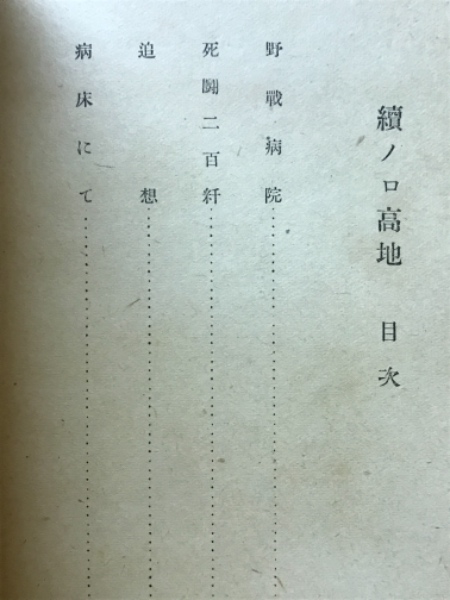 續ノロ高地 目次
野戰病院
死鬪二百粁
追想
病床にて